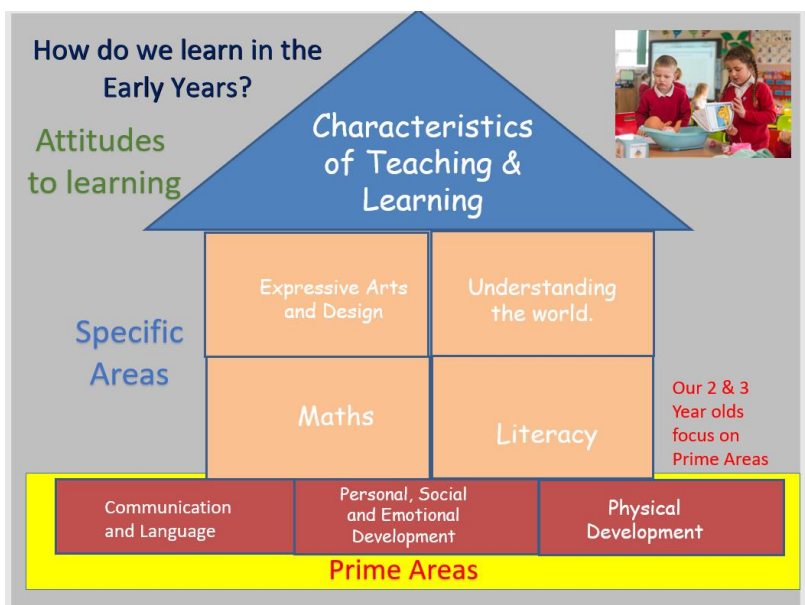 How do we learn in the
Early Years?
Attitudes
to learning
Characteristics
of Teaching &
Learning
Expressive Arts
and Design
Understanding
the world.
Specific
Areas
Maths
Literacy
Our 2 & 3
Year olds
focus on
Prime Areas
Communication
and Language
Personal, Social
and Emotional
Development
Physical
Development
Prime Areas